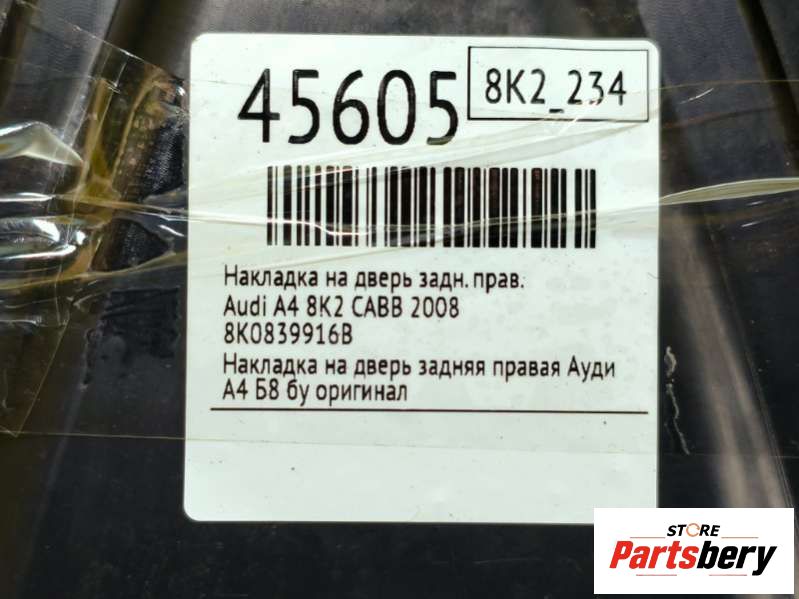 45605
8K2_234
Накладка на дверь задн. прав.
Audi A4 8K2 CABB 2008
8K0839916B
Накладка на дверь задняя правая Ауди
А4 Б8 бу оригинал
STORE
Partsbery